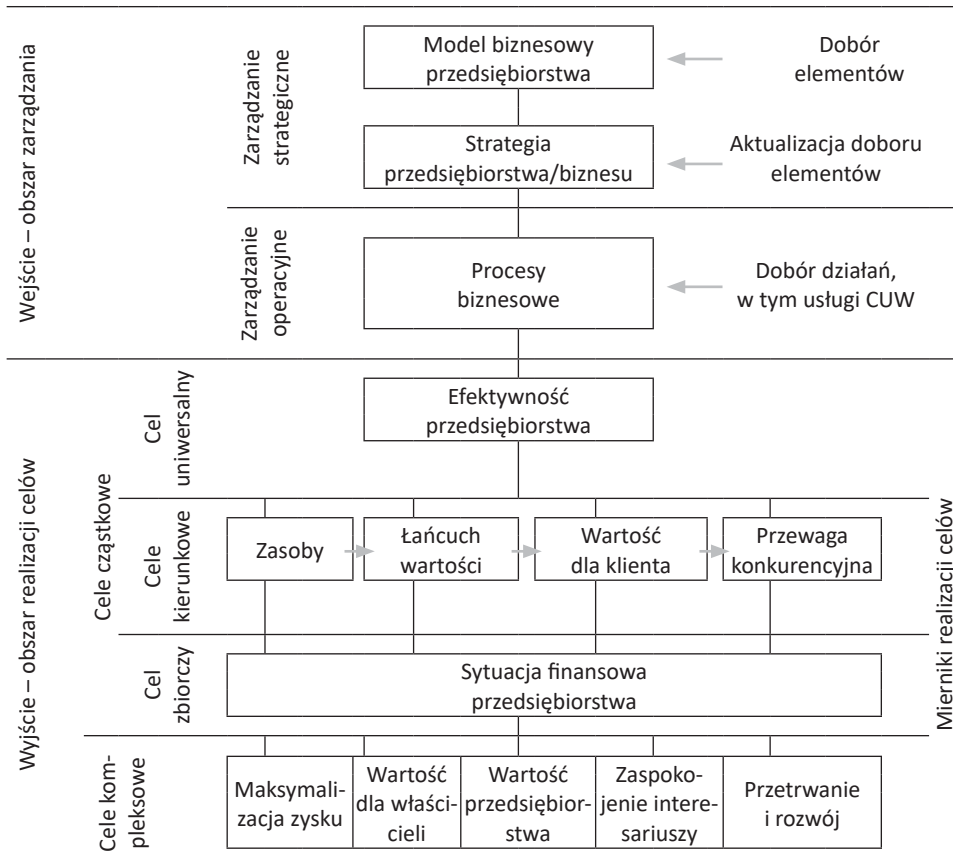 Wejście – obszar zarządzania
Zarządzanie
strategiczne
Model biznesowy
przedsiębiorstwa
Dobór
elementów
Strategia
przedsiębiorstwa/biznesu
Aktualizacja doboru
elementów
Zarządzanie
operacyjne
Procesy
biznesowe
Dobór działań,
w tym usługi CUW
Wyjście – obszar realizacji celów
Cele cząstkowe
Cel
uniwersalny
Efektywność
przedsiębiorstwa
Cele
kierunkowe
Zasoby
Łańcuch
wartości
Wartość
dla klienta
Przewaga
konkurencyjna
Mierniki realizacji celów
Cel
zbiorczy
Sytuacja finansowa
przedsiębiorstwa
Cele kom-
pleksowe
Maksymali-
zacja zysku
Wartość
dla właści-
cieli
Wartość
przedsiębior-
stwa
Zaspoko-
jenie intere-
sariuszy
Przetrwanie
i rozwój